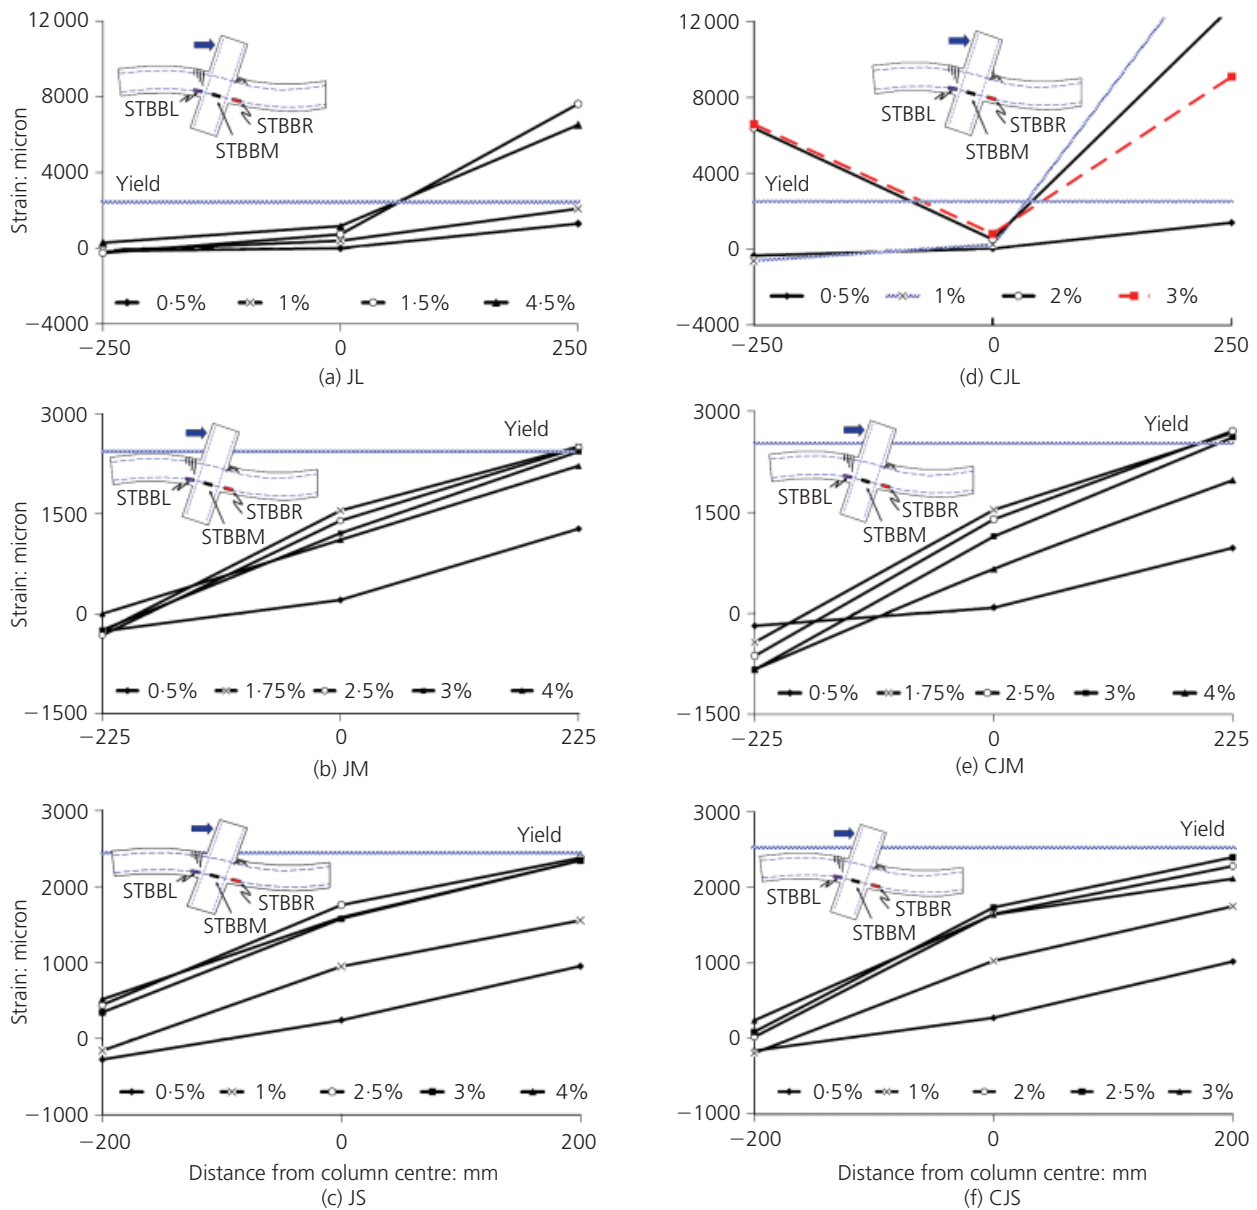 12 000
8000
4000
0
−4000
Strain: micron
STBBL
STBBR
STBBM
Yield
0·5% 1% 1·5% 4·5%
−250 0 250
(a) JL
12 000
8000
4000
0
−4000
STBBL
STBBR
STBBM
Yield
0·5% 1% 2% 3%
−250 0 250
(d) CJL
3000
1500
0
−1500
Strain: micron
Yield
STBBL
STBBR
STBBM
0·5% 1·75% 2·5% 3% 4%
−225 0 225
(b) JM
3000
1500
0
−1500
Yield
STBBL
STBBR
STBBM
0·5% 1·75% 2·5% 3% 4%
−225 0 225
(e) CJM
3000
2000
1000
0
−1000
Strain: micron
Yield
STBBL
STBBR
STBBM
0·5% 1% 2·5% 3% 4%
−200 0 200
Distance from column centre: mm
(c) JS
3000
2000
1000
0
−1000
Yield
STBBL
STBBR
STBBM
0·5% 1% 2% 2·5% 3%
−200 0 200
Distance from column centre: mm
(f) CJS